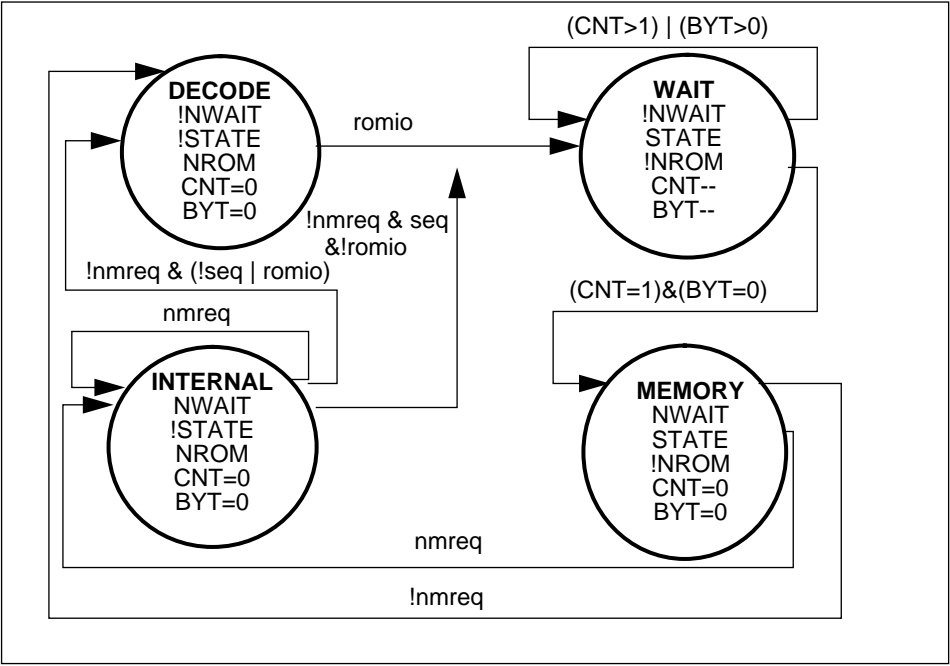 (CNT>1) | (BYT>0)
DECODE
!NWAIT
!STATE
NROM
CNT=0
BYT=0
romio
WAIT
!NWAIT
STATE
!NROM
CNT--
BYT--
!nmreq & seq
&!romio
!nmreq & (!seq | romio)
(CNT=1)&(BYT=0)
nmreq
INTERNAL
NWAIT
!STATE
NROM
CNT=0
BYT=0
MEMORY
NWAIT
STATE
!NROM
CNT=0
BYT=0
nmreq
!nmreq